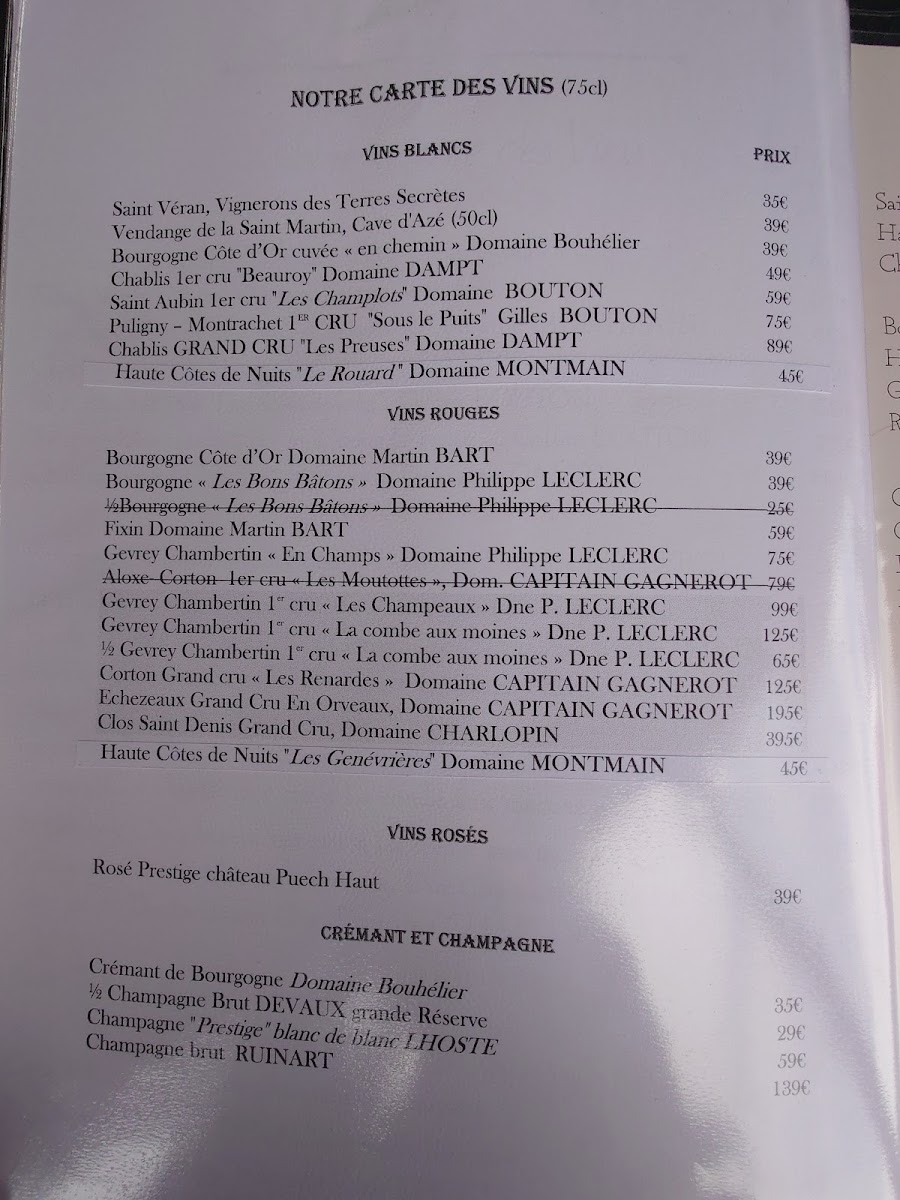 NOTRE CARTE DES VINS (75cl)
VINS BLANCS PRIX
Saint Véran, Vignerons des Terres Secrètes 35€
Vendange de la Saint Martin, Cave d'Azé (50cl) 39€
Bourgogne Côte d’Or cuvée « en chemin » Domaine Bouhélier 39€
Chablis 1er cru "Beauroy" Domaine DAMPT 49€
Saint Aubin 1er cru "Les Champlots" Domaine BOUTON 59€
Puligny – Montrachet 1ER CRU "Sous le Puits" Gilles BOUTON 75€
Chablis GRAND CRU "Les Preuses" Domaine DAMPT 89€
Haute Côtes de Nuits "Le Rouard" Domaine MONTMAIN 45€
VINS ROUGES
Bourgogne Côte d’Or Domaine Martin BART 39€
Bourgogne « Les Bons Bâtons » Domaine Philippe LECLERC 39€
½Bourgogne « Les Bons Bâtons » Domaine Philippe LECLERC 25€
Fixin Domaine Martin BART 59€
Gevrey Chambertin « En Champs » Domaine Philippe LECLERC 75€
Aloxe- Corton 1er cru « Les Moutottes », Dom. CAPITAIN GAGNEROT 79€
Gevrey Chambertin 1er cru « Les Champeaux » Dne P. LECLERC 99€
Gevrey Chambertin 1er cru « La combe aux moines » Dne P. LECLERC 125€
½ Gevrey Chambertin 1er cru « La combe aux moines » Dne P. LECLERC 65€
Corton Grand cru « Les Renardes » Domaine CAPITAIN GAGNEROT 125€
Echezeaux Grand Cru En Orveaux, Domaine CAPITAIN GAGNEROT 195€
Clos Saint Denis Grand Cru, Domaine CHARLOPIN 395€
Haute Côtes de Nuits "Les Genévrières" Domaine MONTMAIN 45€
VINS ROSÉS
Rosé Prestige château Puech Haut 39€
CRÉMANT ET CHAMPAGNE
Crémant de Bourgogne Domaine Bouhélier 35€
½ Champagne Brut DEVAUX grande Réserve 29€
Champagne "Prestige" blanc de blanc LHOSTE 59€
Champagne brut RUINART 139€